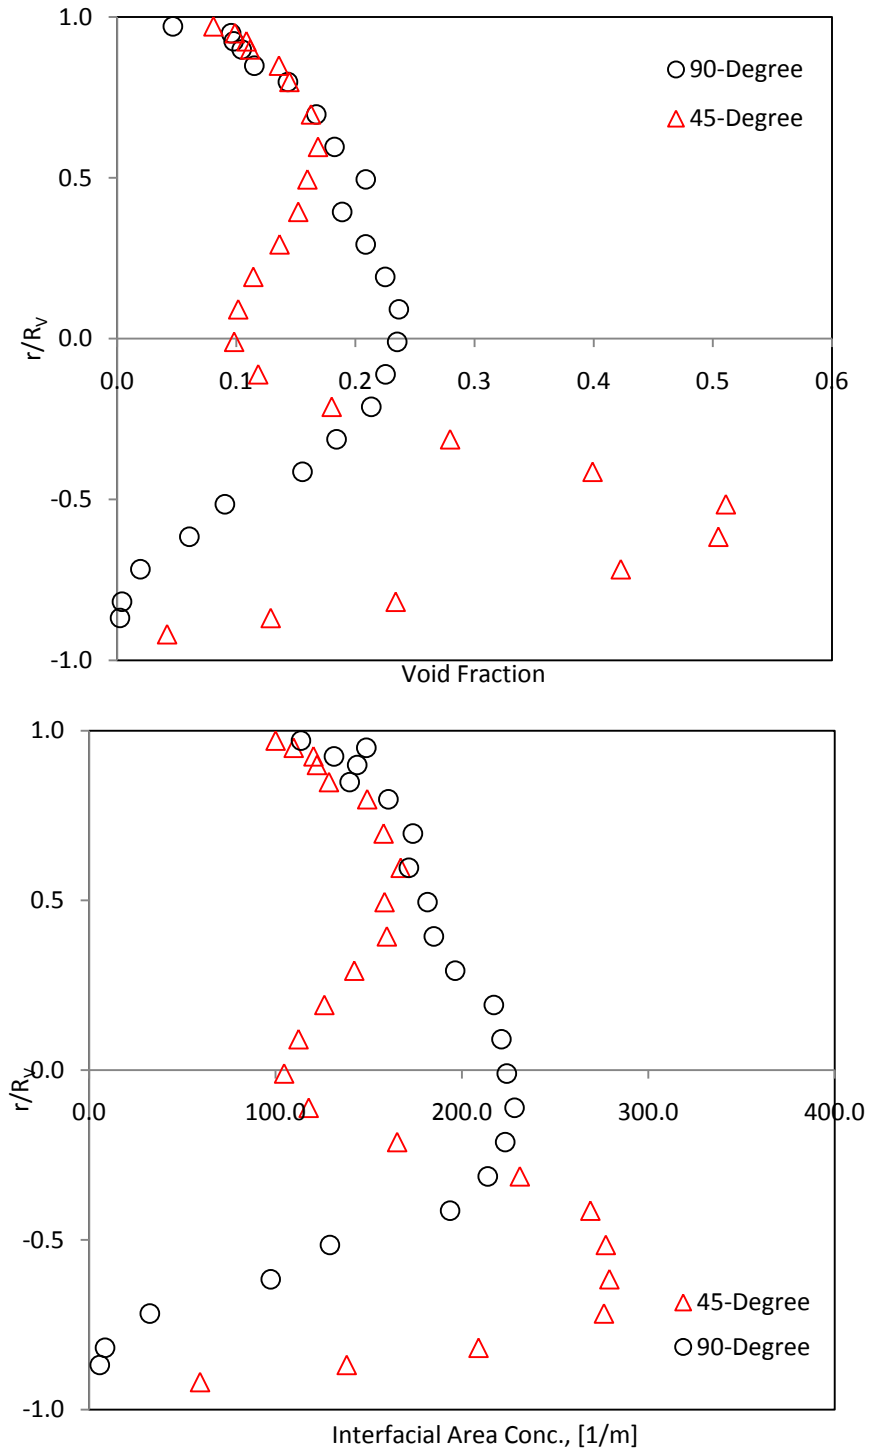 1.0
90-Degree
45-Degree
0.5
r/RV
0.0
0.0 0.1 0.2 0.3 0.4 0.5 0.6
-0.5
-1.0
Void Fraction
1.0
0.5
r/RV
0.0
0.0 100.0 200.0 300.0 400.0
-0.5
45-Degree
90-Degree
-1.0
Interfacial Area Conc., [1/m]